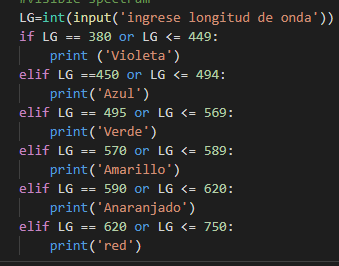 #visible spectrum
LG=int(input('ingrese longitud de onda'))
if LG == 380 or LG <= 449:
    print ('Violeta')
elif LG ==450 or LG <= 494:
    print('Azul')
elif LG == 495 or LG <= 569:
    print('Verde')
elif LG == 570 or LG <= 589:
    print('Amarillo')
elif LG == 590 or LG <= 620:
    print('Anaranjado')
elif LG == 620 or LG <= 750:
    print('red')